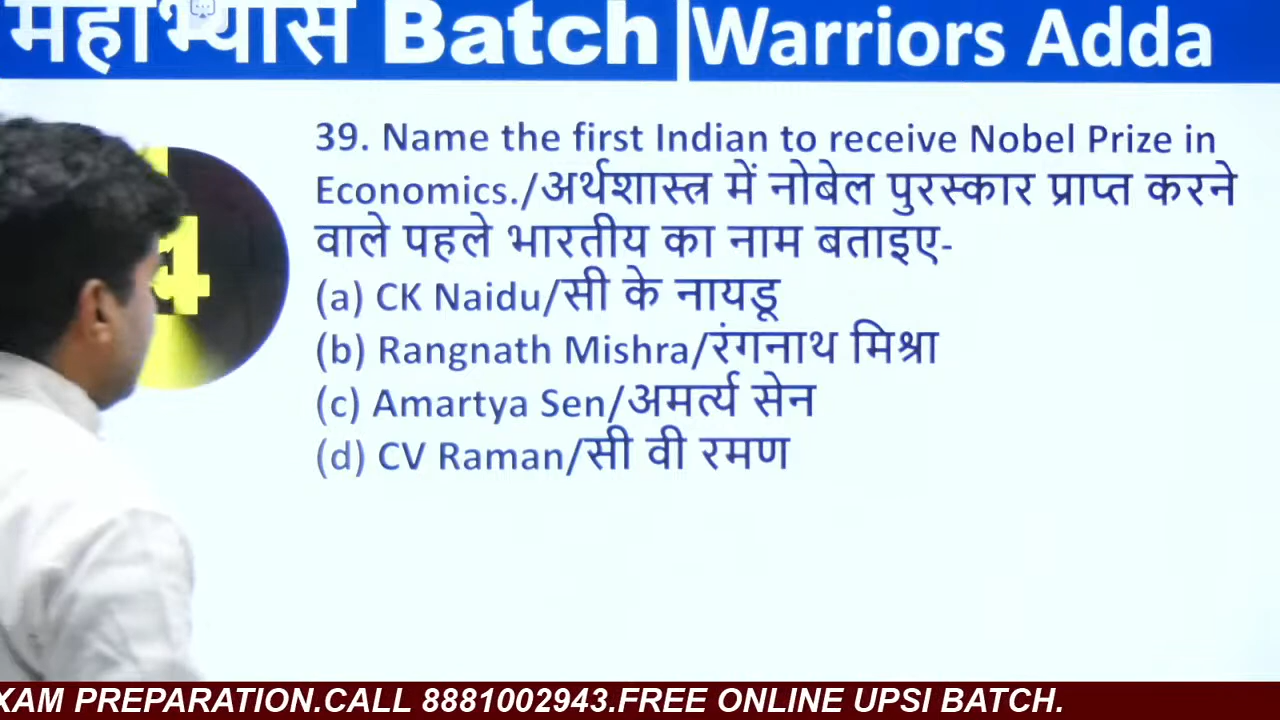 महाभ्यास Batch Warriors Adda
39. Name the first Indian to receive Nobel Prize in
Economics./अर्थशास्त्र में नोबेल पुरस्कार प्राप्त करने
वाले पहले भारतीय का नाम बताइए-
(a) CK Naidu/सी के नायडू
(b) Rangnath Mishra/रंगनाथ मिश्रा
(c) Amartya Sen/अमर्त्य सेन
(d) CV Raman/सी वी रमण
PREPARATION.CALL 8881002943.FREE ONLINE UPSI BATCH.